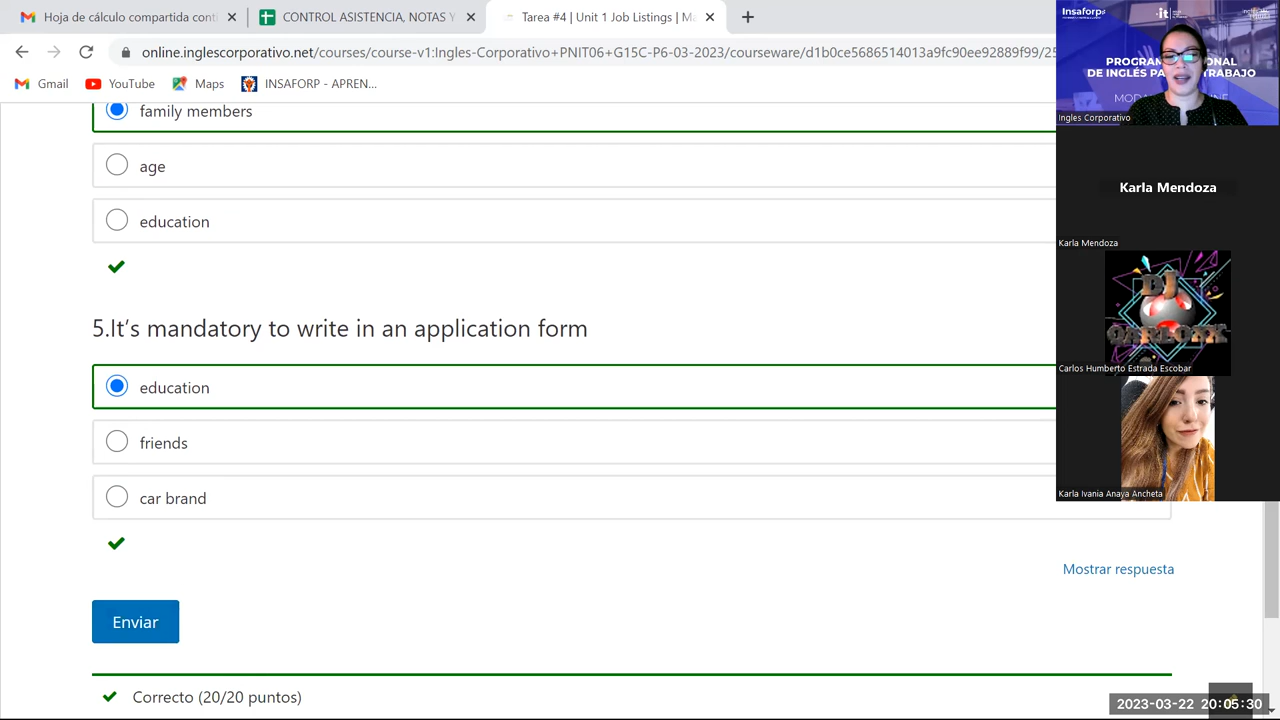 Hoja de cálculo compartida cont
CONTROL ASISTENCIA NOTAS Y
Tarea #4 | Unit 1 Job Listings | Ma
online.inglescorporativo.net/courses/course-v1:Ingles-Corporativo+PNIT06+G15C-P6-03-2023/courseware/d1b0ce5686514013a9fc90ee92889f99/25
Gmail
YouTube
Maps
INSAFORP - APREN...
family members
age
education
5.It's mandatory to write in an application form
education
friends
car brand
Mostrar respuesta
Enviar
Correcto (20/20 puntos)
Insaforp
it
Ingles Corporativo
Karla Mendoza
Karla Mendoza
DJ
QARLOXX
Carlos Humberto Estrada Escobar
Karla Ivania Anaya Ancheta
2023-03-22 20:05:30